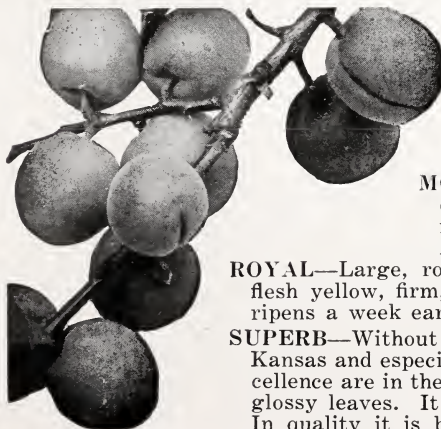 ROYAL—Large, ro
flesh yellow, firm,
ripens a week ear
SUPERB—Without
Kansas and especi
cellence are in the
glossy leaves. It
In quality it is b